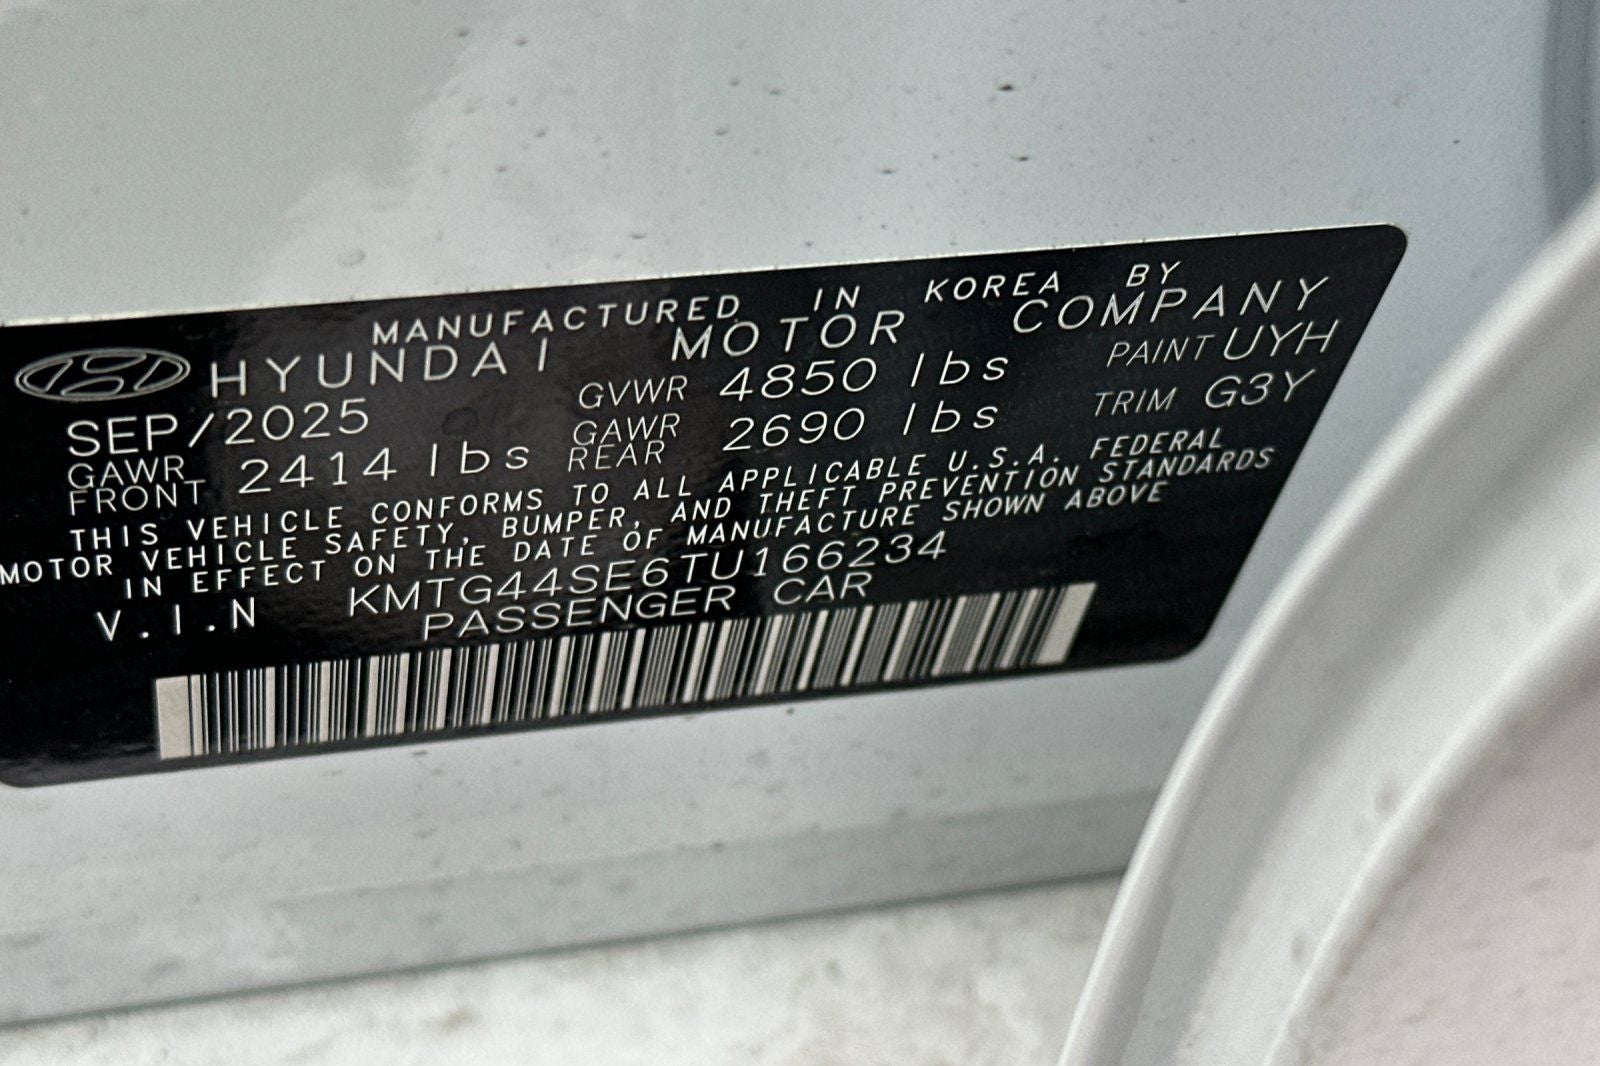 MANUFACTURED IN KOREA BY
HYUNDAI MOTOR COMPANY
SEP/2025 GVWR 4850 lbs PAINT UYH
GAWR FRONT 2414 lbs GAWR REAR 2690 lbs TRIM G3Y
THIS VEHICLE CONFORMS TO ALL APPLICABLE U.S.A. FEDERAL
MOTOR VEHICLE SAFETY, BUMPER, AND THEFT PREVENTION STANDARDS
IN EFFECT ON THE DATE OF MANUFACTURE SHOWN ABOVE
V.I.N KMTG44SE6TU166234
PASSENGER CAR